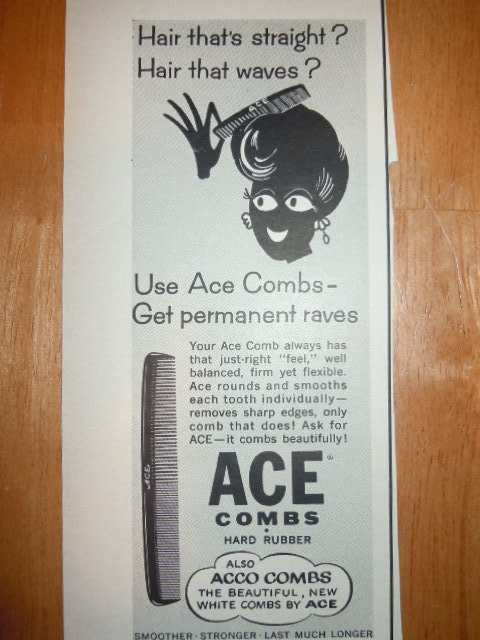 Hair that's straight?
Hair that waves?
ACE
Use Ace Combs–
Get permanent raves
Your Ace Comb always has
that just-right "feel," well
balanced, firm yet flexible.
Ace rounds and smooths
each tooth individually—
removes sharp edges, only
comb that does! Ask for
ACE—it combs beautifully!
ACE
ACE®
COMBS
•
HARD RUBBER
ALSO
ACCO COMBS
THE BEAUTIFUL, NEW
WHITE COMBS BY ACE
SMOOTHER · STRONGER · LAST MUCH LONGER